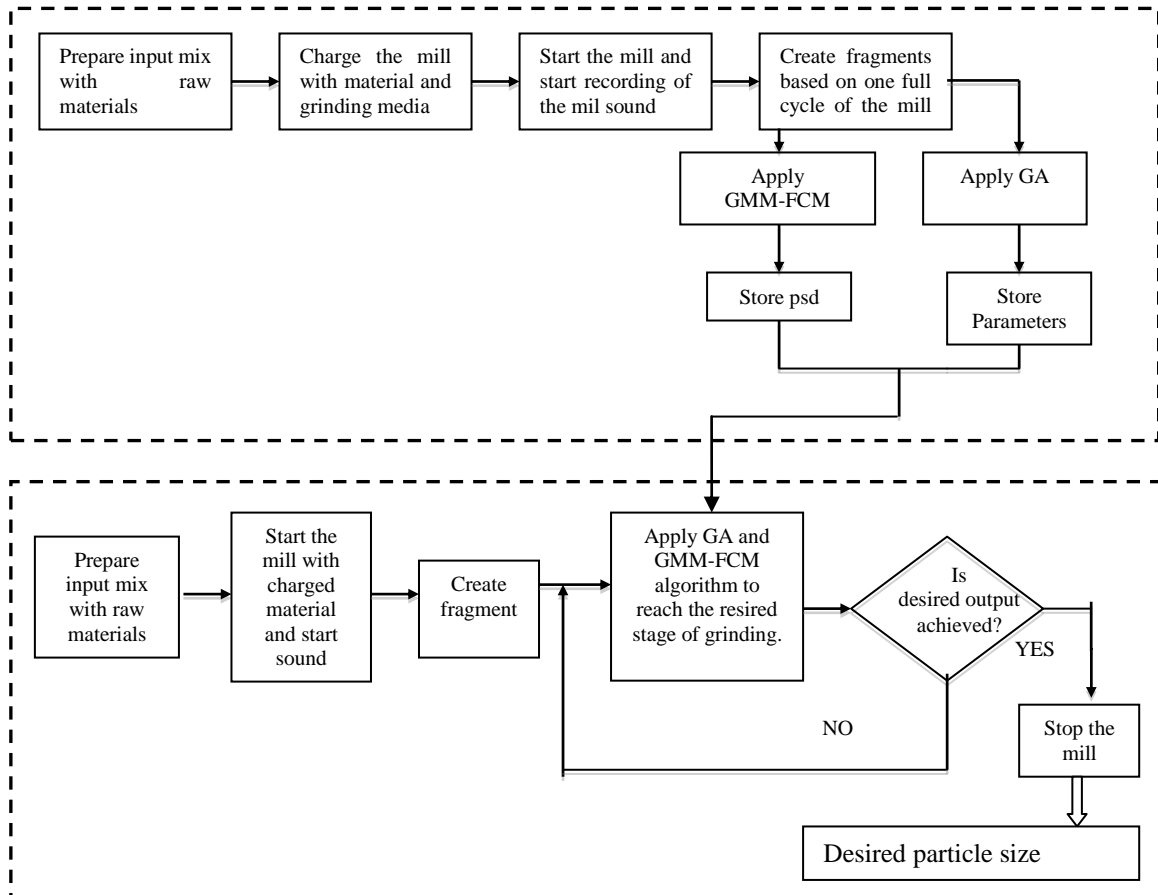 Prepare input mix
with raw
materials
Charge the mill
with material and
grinding media
Start the mill and
start recording of
the mil sound
Create fragments
based on one full
cycle of the mill
Apply
GMM-FCM
Apply GA
Store psd
Store
Parameters
Prepare
input mix
with raw
materials
Start the
mill with
charged
material
and start
sound
Create
fragment
Apply GA and
GMM-FCM
algorithm to
reach the resired
stage of grinding.
Is
desired output
achieved?
YES
NO
Stop the
mill
Desired particle size